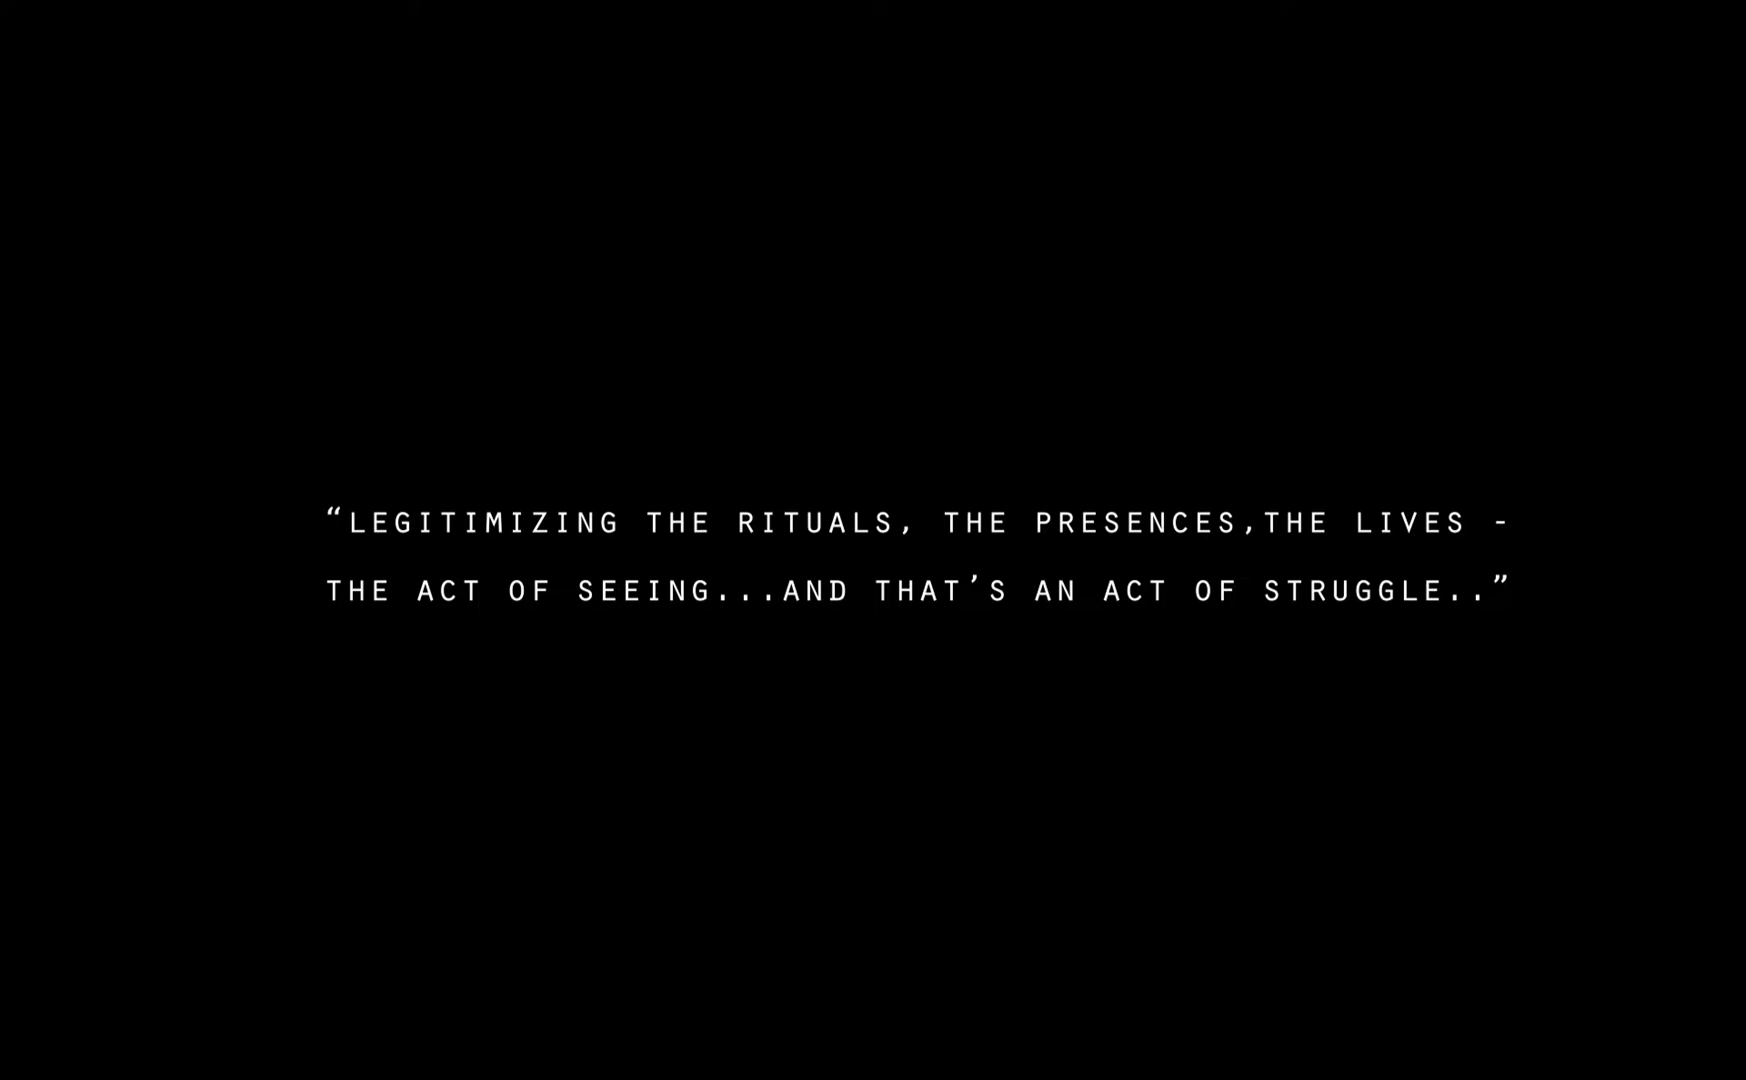 “LEGITIMIZING THE RITUALS, THE PRESENCES,THE LIVES -
THE ACT OF SEEING...AND THAT’S AN ACT OF STRUGGLE..”